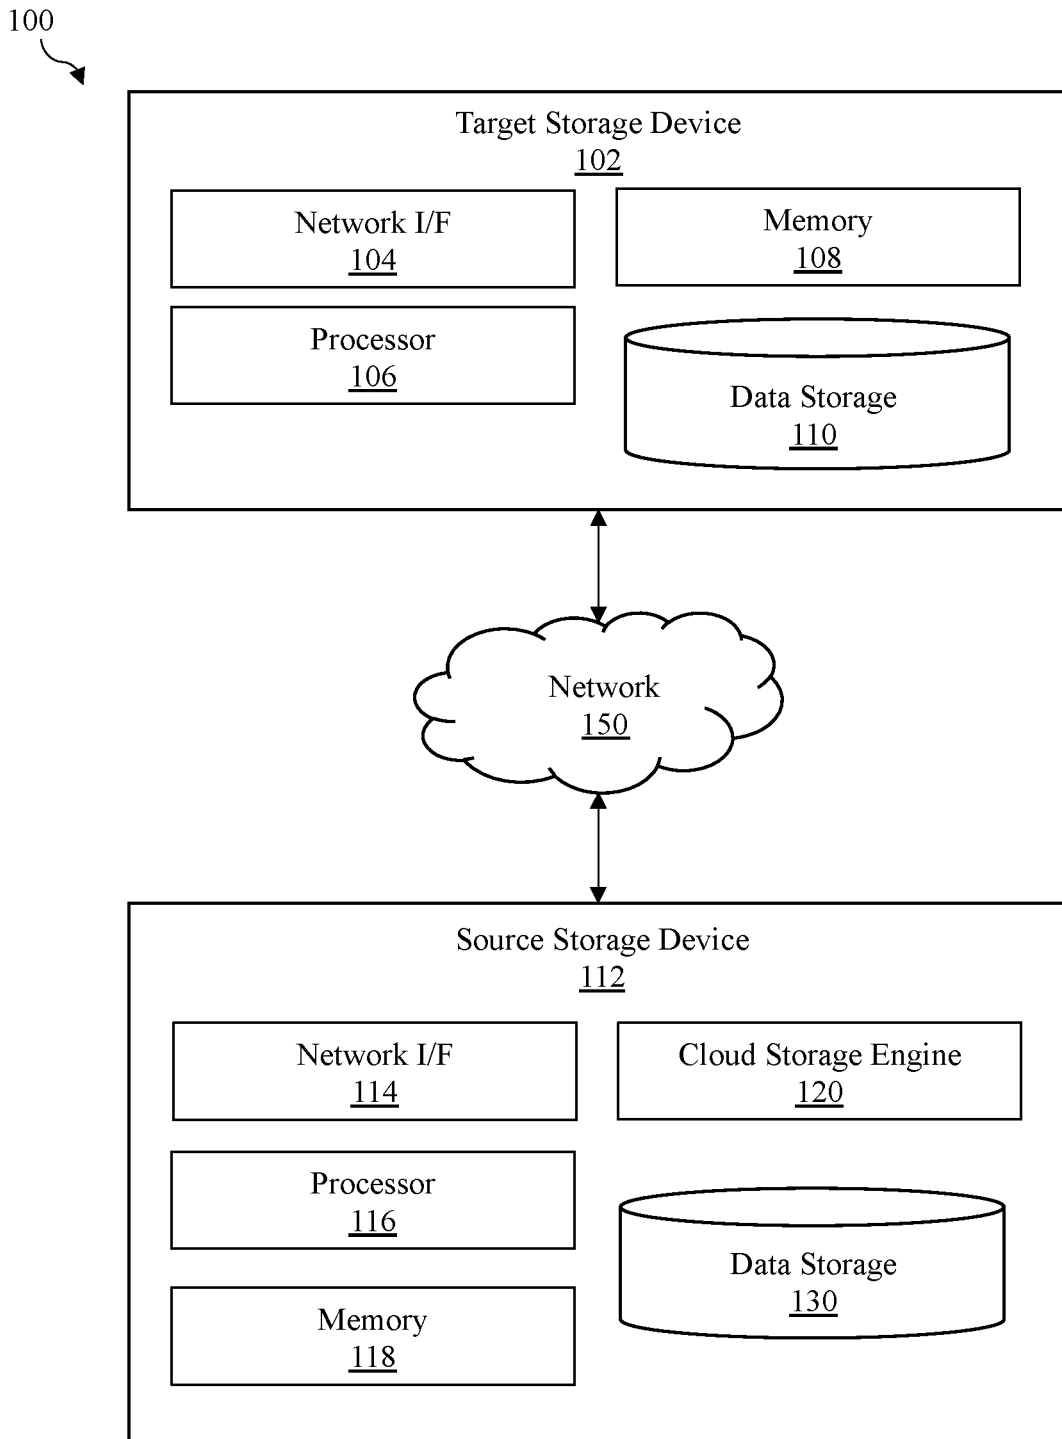 100
Target Storage Device
102
Network I/F
104
Memory
108
Processor
106
Data Storage
110
Network
150
Source Storage Device
112
Network I/F
114
Cloud Storage Engine
120
Processor
116
Data Storage
130
Memory
118